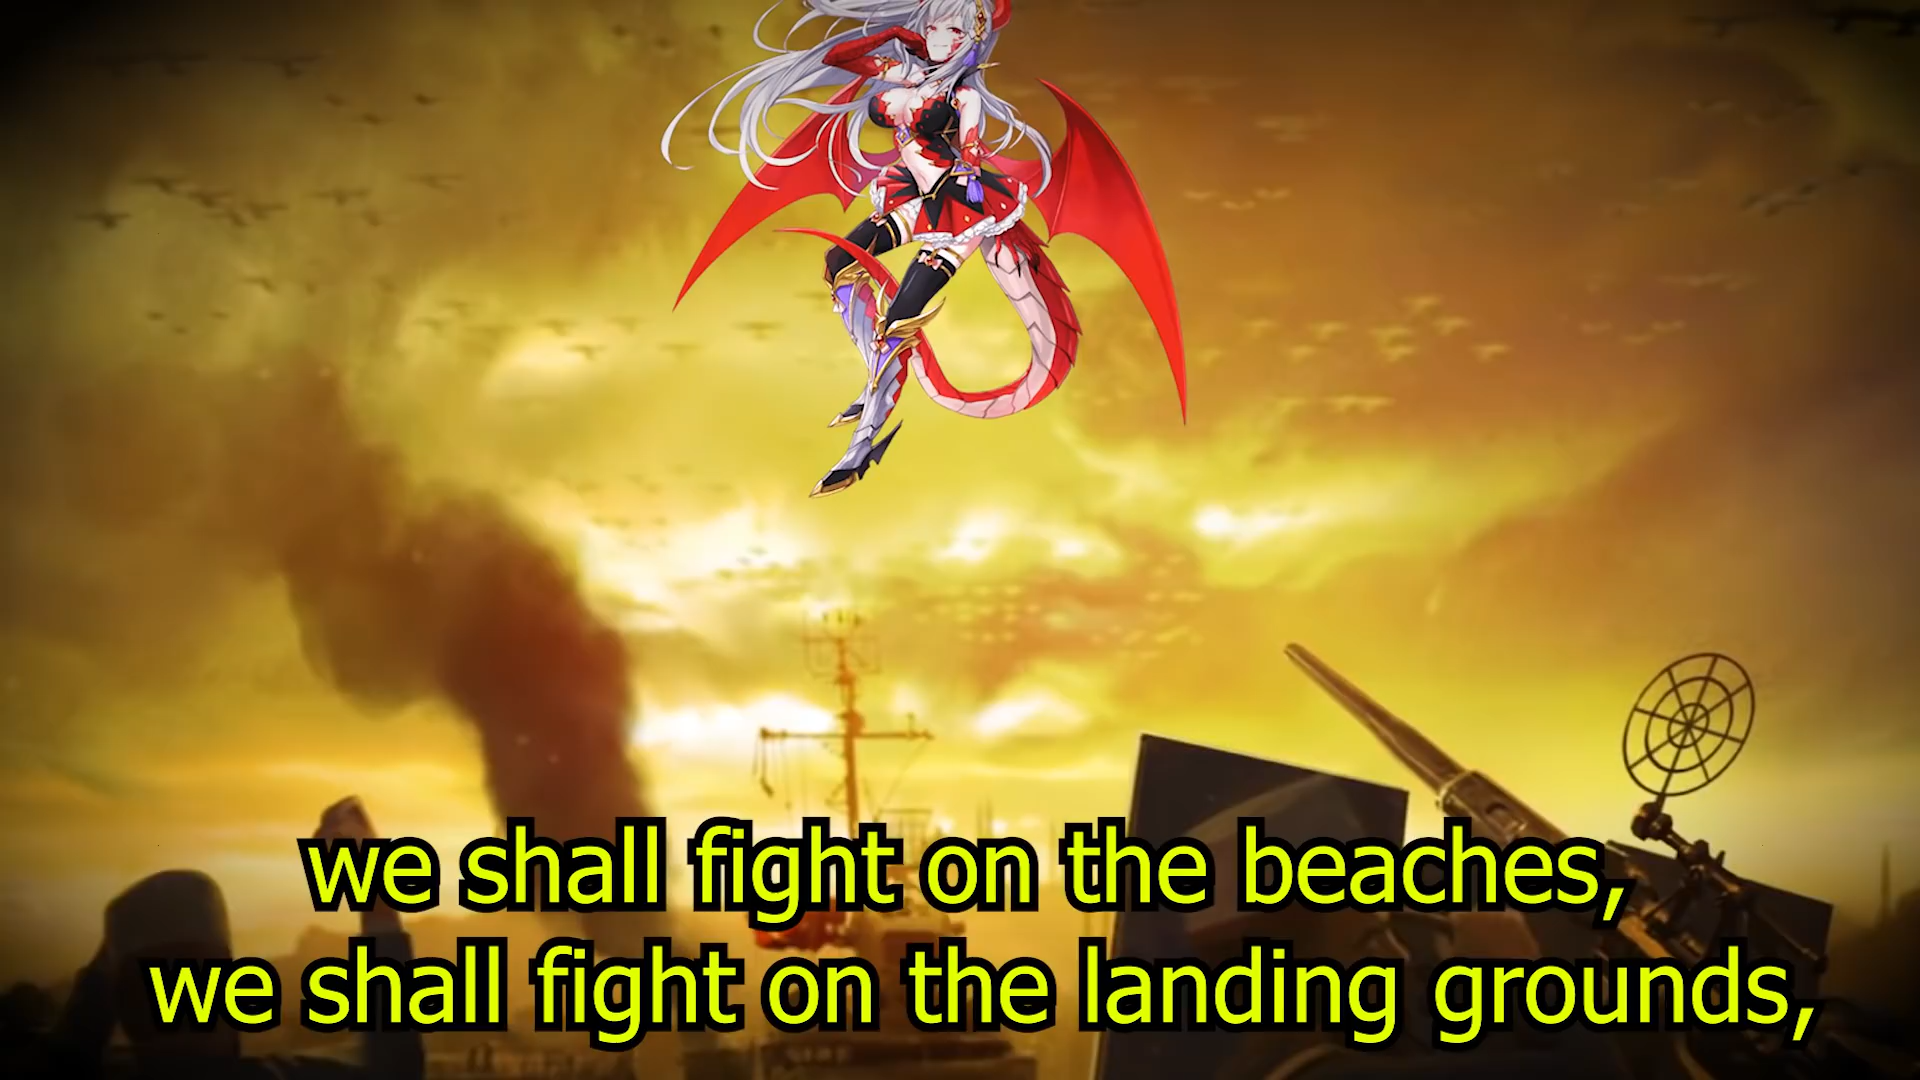 we shall fight on the beaches,
we shall fight on the landing grounds,